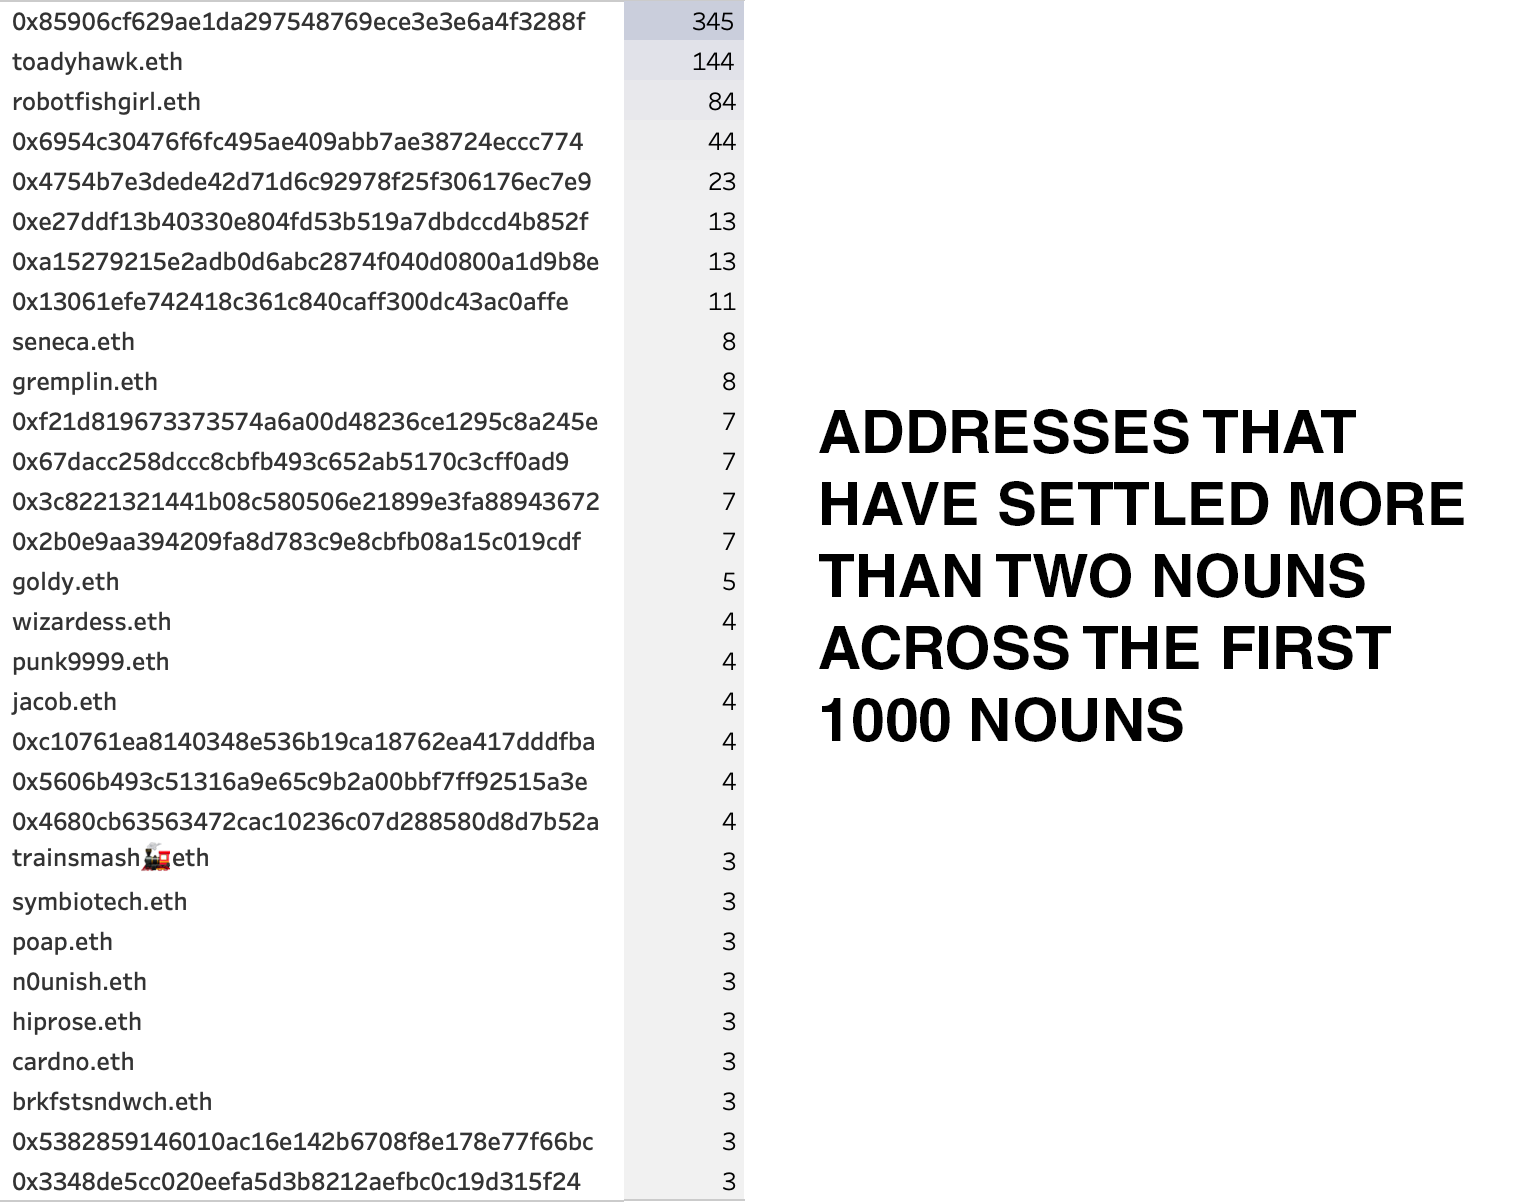 0x85906cf629ae1da297548769ece3e3e6a4f3288f 345
toadyhawk.eth 144
robotfishgirl.eth 84
0x6954c30476f6fc495ae409abb7ae38724eccc774 44
0x4754b7e3dede42d71d6c92978f25f306176ec7e9 23
0xe27ddf13b40330e804fd53b519a7dbdccd4b852f 13
0xa15279215e2adb0d6abc2874f040d0800a1d9b8e 13
0x13061efe742418c361c840caff300dc43ac0affe 11
seneca.eth 8
gremplin.eth 8
0xf21d819673373574a6a00d48236ce1295c8a245e 7
0x67dacc258dccc8cbfb493c652ab5170c3cff0ad9 7
0x3c8221321441b08c580506e21899e3fa88943672 7
0x2b0e9aa394209fa8d783c9e8cbfb08a15c019cdf 7
goldy.eth 5
wizardess.eth 4
punk9999.eth 4
jacob.eth 4
0xc10761ea8140348e536b19ca18762ea417dddfba 4
0x5606b493c51316a9e65c9b2a00bbf7ff92515a3e 4
0x4680cb63563472cac10236c07d288580d8d7b52a 4
trainsmash🚂eth 3
symbiotech.eth 3
poap.eth 3
n0unish.eth 3
hiprose.eth 3
cardno.eth 3
brkfstsndwch.eth 3
0x5382859146010ac16e142b6708f8e178e77f66bc 3
0x3348de5cc020eefa5d3b8212aefbc0c19d315f24 3
ADDRESSES THAT
HAVE SETTLED MORE
THAN TWO NOUNS
ACROSS THE FIRST
1000 NOUNS